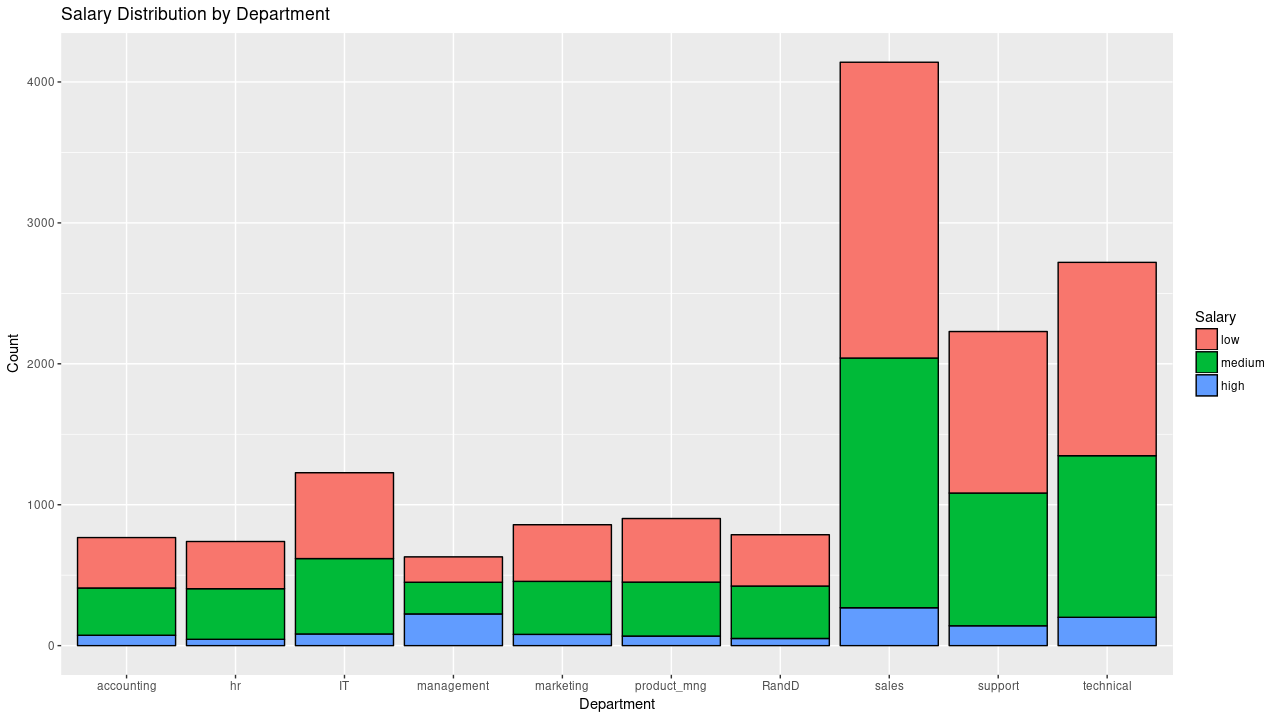 Salary Distribution by Department
Count
4000
3000
2000
1000
0
accounting hr IT management marketing product_mng RandD sales support technical
Department
Salary
low
medium
high